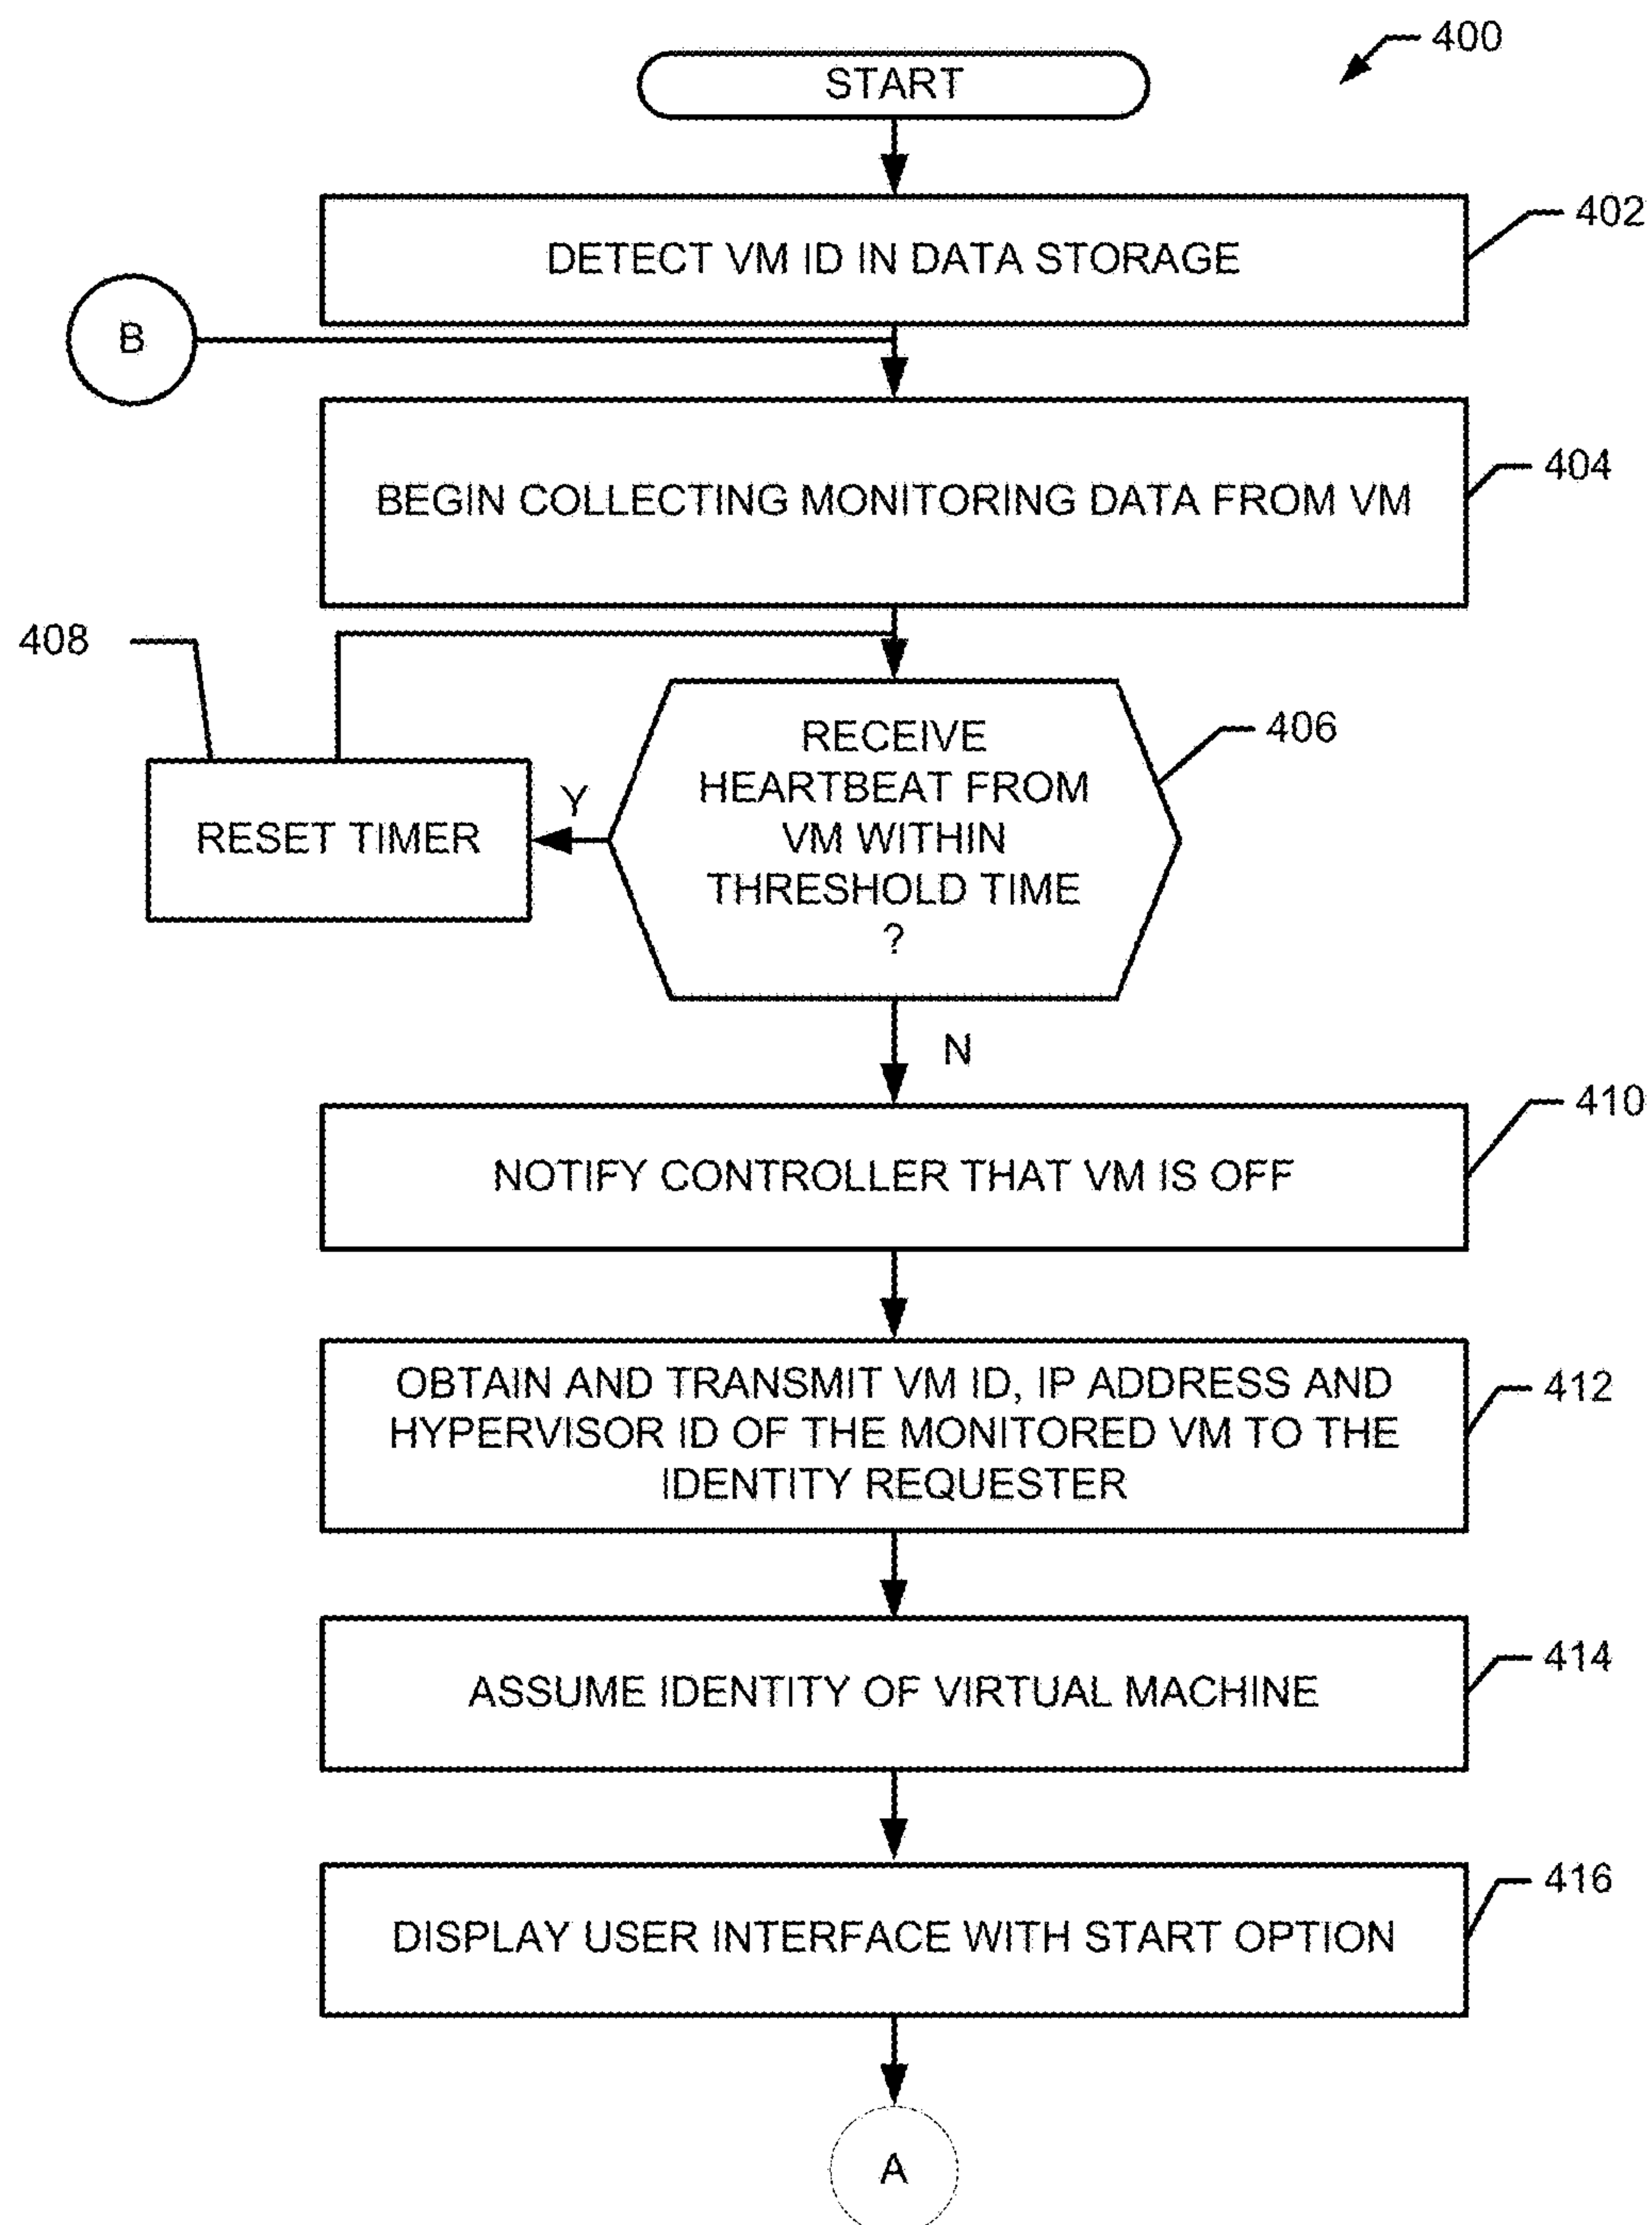 400
START
402
DETECT VM ID IN DATA STORAGE
B
404
BEGIN COLLECTING MONITORING DATA FROM VM
408
RECEIVE
HEARTBEAT FROM
VM WITHIN
THRESHOLD TIME
?
406
Y
RESET TIMER
N
410
NOTIFY CONTROLLER THAT VM IS OFF
OBTAIN AND TRANSMIT VM ID, IP ADDRESS AND
HYPERVISOR ID OF THE MONITORED VM TO THE
IDENTITY REQUESTER
412
414
ASSUME IDENTITY OF VIRTUAL MACHINE
416
DISPLAY USER INTERFACE WITH START OPTION
A